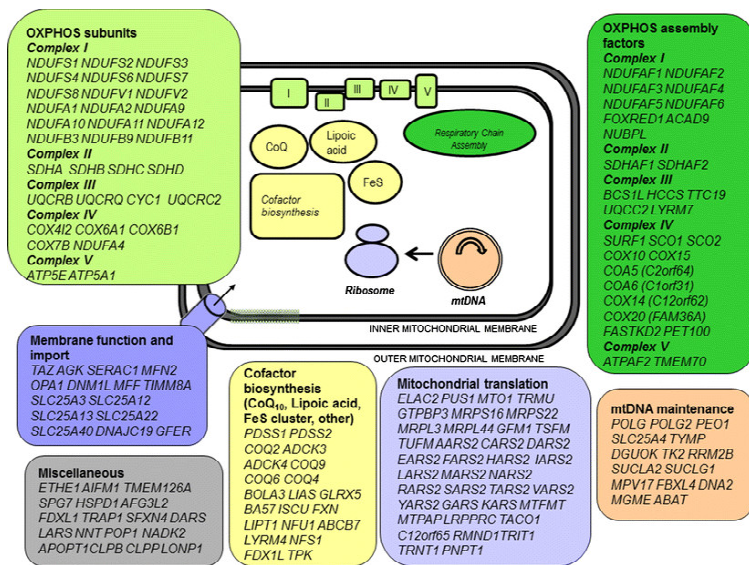 OXPHOS subunits
Complex I
NDUFS1 NDUFS2 NDUFS3
NDUFS4 NDUFS6 NDUFS7
NDUFS8 NDUFV1 NDUFV2
NDUFA1 NDUFA2 NDUFA9
NDUFA10 NDUFA11 NDUFA12
NDUFB3 NDUFB9 NDUFB11
Complex II
SDHA SDHB SDHC SDHD
Complex III
UQCRB UQCRQ CYC1 UQCRC2
Complex IV
COX4I2 COX6A1 COX6B1
COX7B NDUFA4
Complex V
ATP5E ATP5A1
I
II
III
IV
V
CoQ
Lipoic
acid
FeS
Cofactor
biosynthesis
Respiratory Chain
Assembly
Ribosome
mtDNA
INNER MITOCHONDRIAL MEMBRANE
OUTER MITOCHONDRIAL MEMBRANE
OXPHOS assembly
factors
Complex I
NDUFAF1 NDUFAF2
NDUFAF3 NDUFAF4
NDUFAF5 NDUFAF6
FOXRED1 ACAD9
NUBPL
Complex II
SDHAF1 SDHAF2
Complex III
BCS1L HCCS TTC19
UQCC2 LYRM7
Complex IV
SURF1 SCO1 SCO2
COX10 COX15
COA5 (C2orf64)
COA6 (C1orf31)
COX14 (C12orf62)
COX20 (FAM36A)
FASTKD2 PET100
Complex V
ATPAF2 TMEM70
Membrane function and
import
TAZ AGK SERAC1 MFN2
OPA1 DNM1L MFF TIMM8A
SLC25A3 SLC25A12
SLC25A13 SLC25A22
SLC25A40 DNAJC19 GFER
Miscellaneous
ETHE1 AIFM1 TMEM126A
SPG7 HSPD1 AFG3L2
FDXL1 TRAP1 SFXN4 DARS
LARS NNT POP1 NADK2
APOPT1 CLPB CLPP LONP1
Cofactor
biosynthesis
(CoQ10, Lipoic acid,
FeS cluster, other)
PDSS1 PDSS2
COQ2 ADCK3
ADCK4 COQ9
COQ6 COQ4
BOLA3 LIAS GLRX5
BA57 ISCU FXN
LIPT1 NFU1 ABCB7
LYRM4 NFS1
FDX1L TPK
Mitochondrial translation
ELAC2 PUS1 MTO1 TRMU
GTPBP3 MRPS16 MRPS22
MRPL3 MRPL44 GFM1 TSFM
TUFM AARS2 CARS2 DARS2
EARS2 FARS2 HARS2 IARS2
LARS2 MARS2 NARS2
RARS2 SARS2 TARS2 VARS2
YARS2 GARS KARS MTFMT
MTPAP LRPPRC TACO1
C12orf65 RMND1 TRIT1
TRNT1 PNPT1
mtDNA maintenance
POLG POLG2 PEO1
SLC25A4 TYMP
DGUOK TK2 RRM2B
SUCLA2 SUCLG1
MPV17 FBXL4 DNA2
MGME ABAT